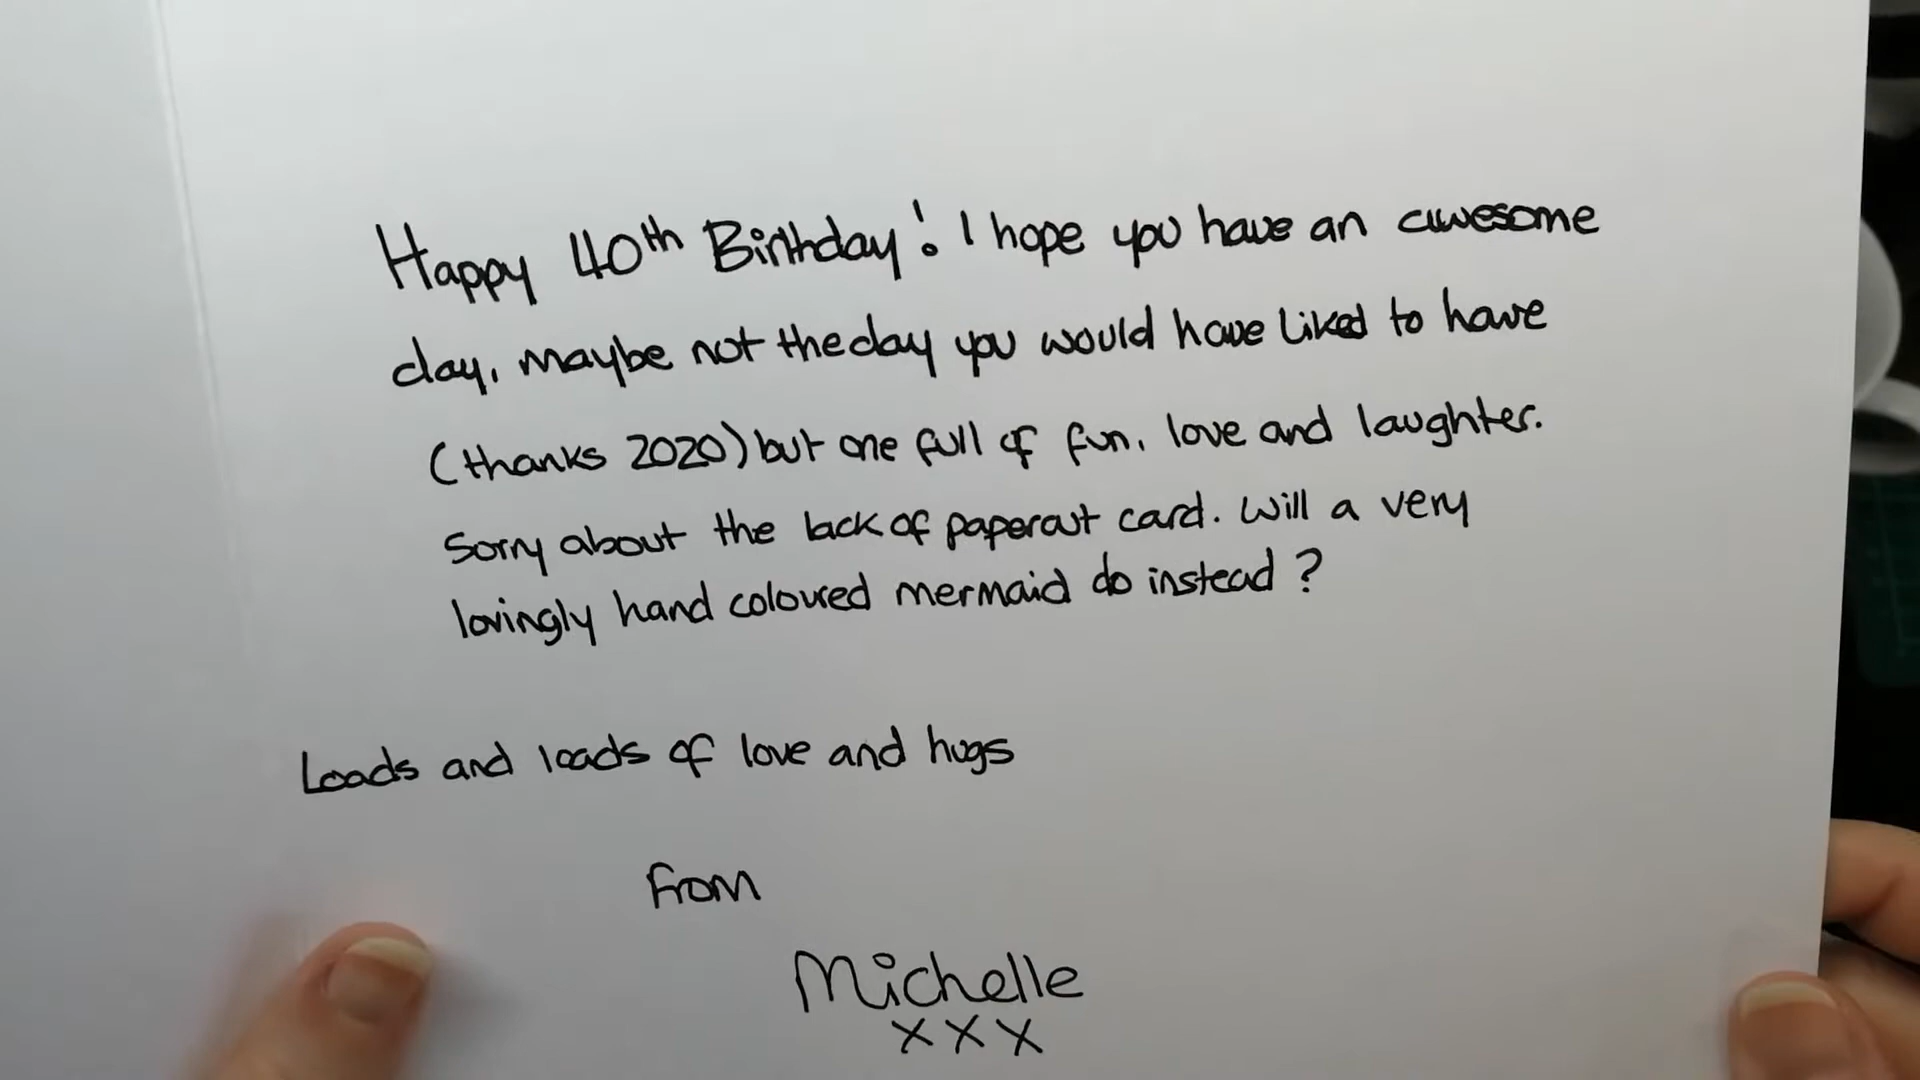 Happy 40th Birthday! I hope you have an awesome
day, maybe not the day you would have liked to have
(thanks 2020) but one full of fun, love and laughter.
Sorry about the lack of papercut card. Will a very
lovingly hand coloured mermaid do instead?
Loads and loads of love and hugs
from
Michelle
xxx